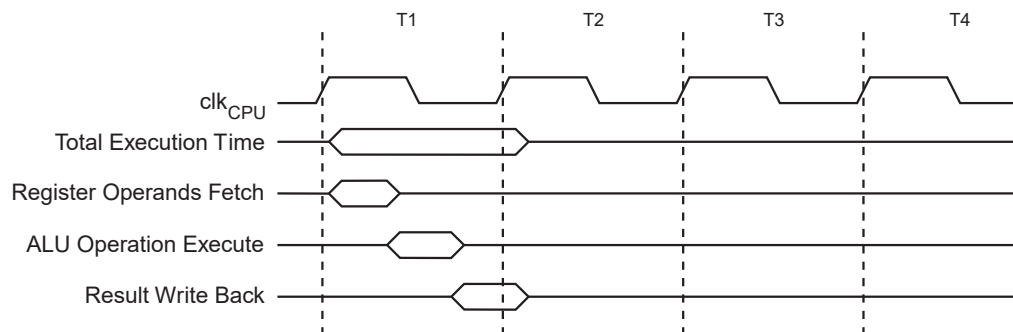 T1 T2 T3 T4
clkCPU
Total Execution Time
Register Operands Fetch
ALU Operation Execute
Result Write Back